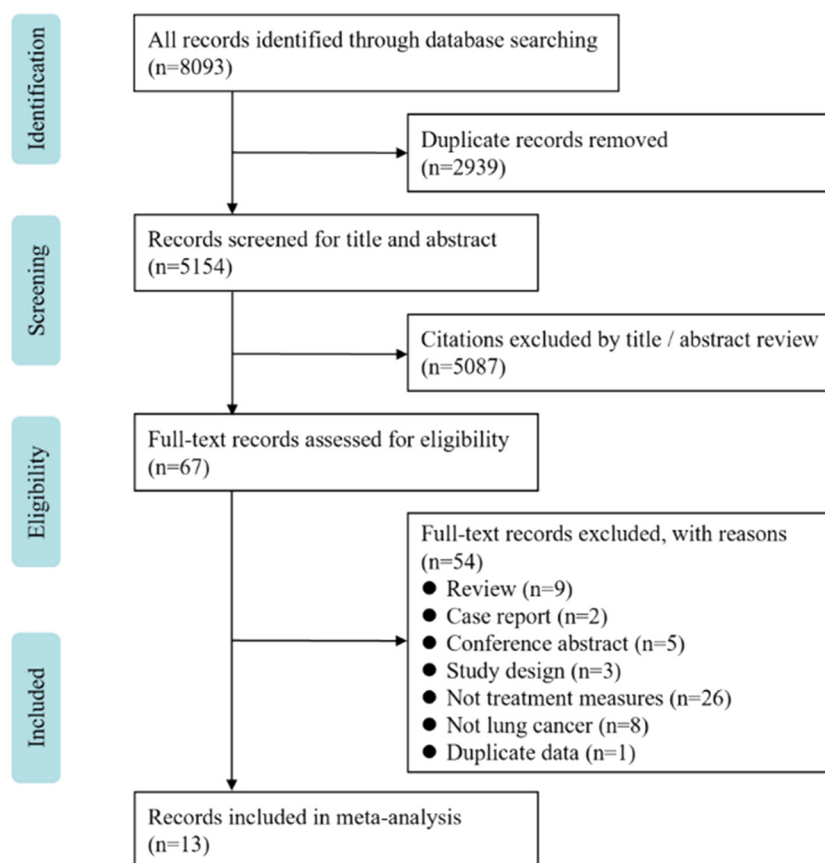 Identification
All records identified through database searching
(n=8093)
Duplicate records removed
(n=2939)
Screening
Records screened for title and abstract
(n=5154)
Citations excluded by title / abstract review
(n=5087)
Eligibility
Full-text records assessed for eligibility
(n=67)
Full-text records excluded, with reasons
(n=54)
● Review (n=9)
● Case report (n=2)
● Conference abstract (n=5)
● Study design (n=3)
● Not treatment measures (n=26)
● Not lung cancer (n=8)
● Duplicate data (n=1)
Included
Records included in meta-analysis
(n=13)